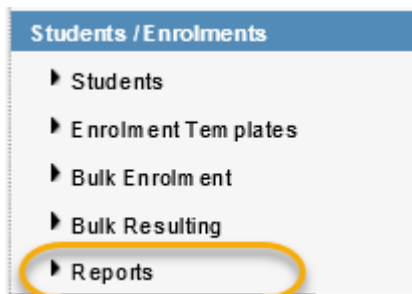 Students / Enrolments
Students
Enrolment Templates
Bulk Enrolment
Bulk Resulting
Reports